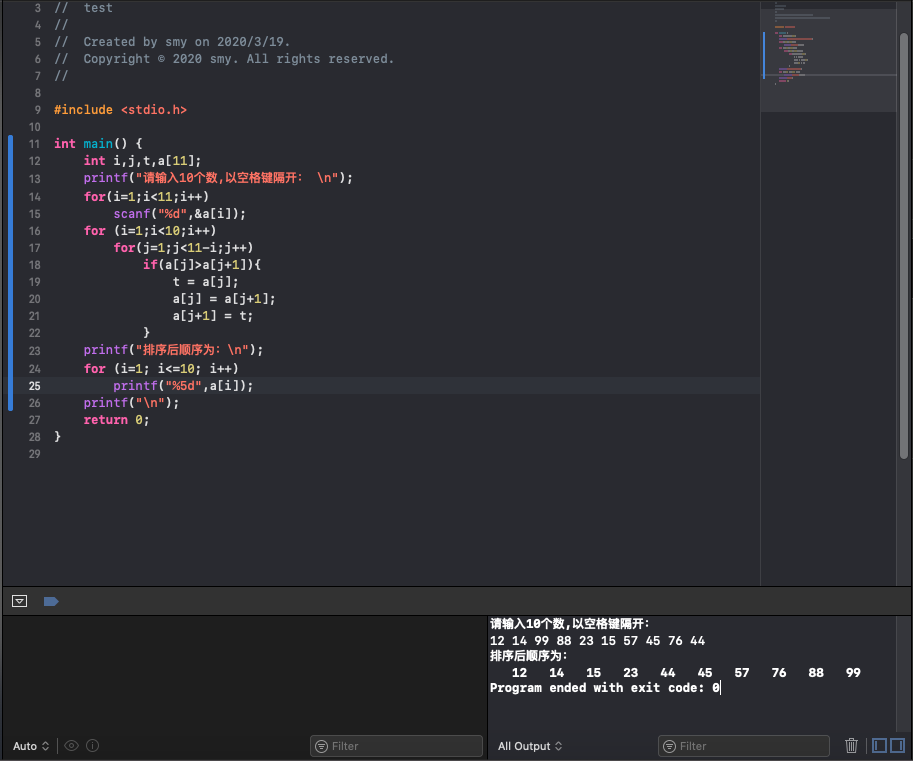 3 // test
4 //
5 // Created by smy on 2020/3/19.
6 // Copyright © 2020 smy. All rights reserved.
7 //
8
9 #include <stdio.h>
10
11 int main() {
12     int i,j,t,a[11];
13     printf("请输入10个数,以空格键隔开： \n");
14     for(i=1;i<11;i++)
15         scanf("%d",&a[i]);
16     for (i=1;i<10;i++)
17         for(j=1;j<11-i;j++)
18             if(a[j]>a[j+1]){
19                 t = a[j];
20                 a[j] = a[j+1];
21                 a[j+1] = t;
22             }
23     printf("排序后顺序为：\n");
24     for (i=1; i<=10; i++)
25         printf("%5d",a[i]);
26     printf("\n");
27     return 0;
28 }
29
请输入10个数,以空格键隔开：
12 14 99 88 23 15 57 45 76 44
排序后顺序为：
   12   14   15   23   44   45   57   76   88   99
Program ended with exit code: 0
Auto
Filter
All Output
Filter